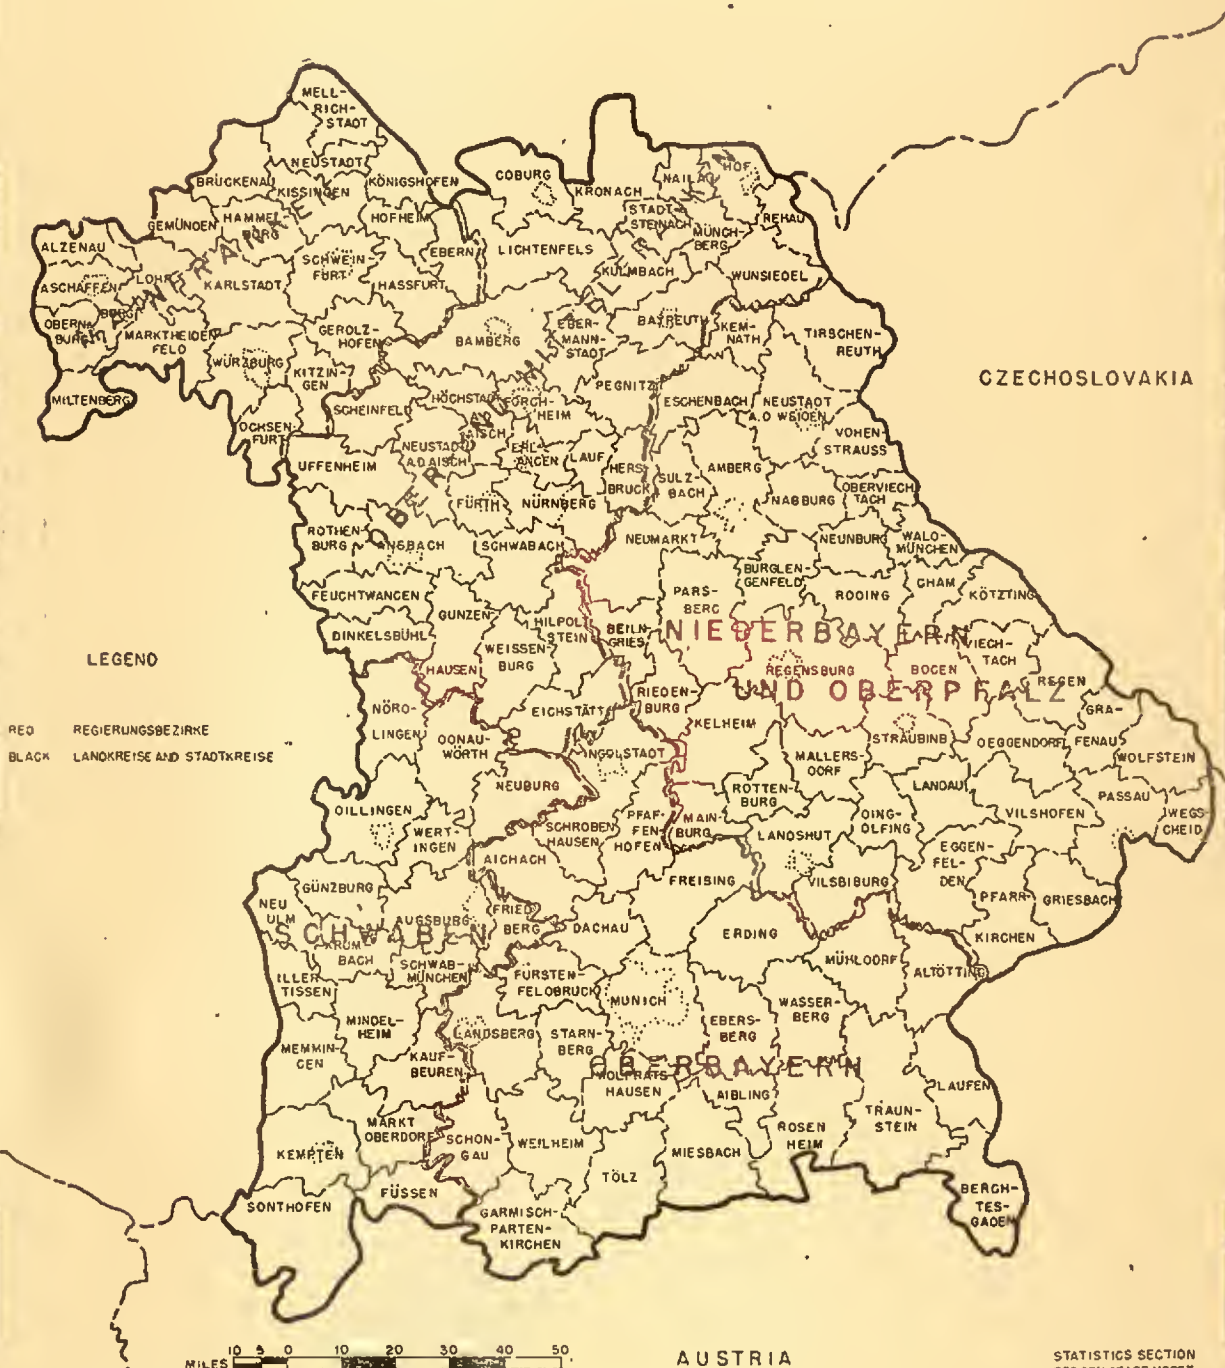 MELL-
RICH-
STADT
NEUSTADT
BRÜCKENAU
KISSINGEN
KÖNIGSHOFEN
COBURG
KRONACH
NAILA
HOF
GEMÜNDEN
HAMMEL
BURG
HOFHEIM
STADT-
STEINACH
MÜNCH-
BERG
REHAU
ALZENAU
EBERN
LICHTENFELS
ASCHAFFEN
BURG
LOHR
KARLSTADT
SCHWEIN-
FURT
HASSFURT
KULMBACH
WUNSIEDEL
OBERN
BURG
MARKTHEIDEN
FELD
GEROLZ-
HOFEN
BAMBERG
EBER-
MANN-
STADT
BAYREUTH
KEM-
NATH
TIRSCHEN-
REUTH
WÜRZBURG
KITZIN-
GEN
PEGNITZ
CZECHOSLOVAKIA
MILTENBERG
SCHEINFELD
HÖCHSTADT
A.D.
AISCH
FORCH-
HEIM
ESCHENBACH
NEUSTADT
A.D WEIDEN
OCHSEN-
FURT
UFFENHEIM
NEUSTADT
A.D AISCH
ERL-
ANGEN
LAUF
HERS
BRUCK
SULZ-
BACH
AMBERG
VOHEN-
STRAUSS
NABBURG
OBERVIECH
TACH
FÜRTH
NÜRNBERG
ROTHEN-
BURG
ANSBACH
SCHWABACH
NEUMARKT
NEUNBURG
WALD-
MÜNCHEN
BURGLEN-
GENFELD
FEUCHTWANGEN
PARS-
BERG
RODING
CHAM
KÖTZTING
GUNZEN-
HAUSEN
HILPOLT
STEIN
BEILN-
GRIES
NIEDERBAYERN
UND OBERPFALZ
DINKELSBÜHL
WEISSEN
BURG
VIECH-
TACH
LEGEND
REGENSBURG
BOGEN
REGEN
RIEDEN-
BURG
NÖRD-
LINGEN
EICHSTÄTT
KELHEIM
GRA-
FENAU
RED REGIERUNGSBEZIRKE
BLACK LANDKREISE AND STADTKREISE
DONAU-
WÖRTH
INGOLSTADT
STRAUBING
DEGGENDORF
WOLFSTEIN
MALLERS-
DORF
NEUBURG
ROTTEN-
BURG
LANDAU
PASSAU
DILLINGEN
VILSHOFEN
WEGS-
CHEID
WERT-
INGEN
SCHROBEN
HAUSEN
PFAF-
FEN
HOFEN
MAIN-
BURG
LANDSHUT
DING-
OLFING
EGGEN-
FEL-
DEN
AICHACH
FREISING
VILSBIBURG
PFARR-
KIRCHEN
GRIESBACH
GÜNZBURG
NEU
ULM
AUGSBURG
FRIED
BERG
DACHAU
ERDING
SCHWABEN
KRUM
BACH
SCHWAB-
MÜNCHEN
MÜHLDORF
ALTÖTTING
ILLER
TISSEN
FÜRSTEN-
FELDBRUCK
MUNICH
WASSER-
BERG
MINDEL-
HEIM
LANDSBERG
STARN-
BERG
EBERS-
BERG
MEMMIN-
GEN
KAUF-
BEUREN
OBERBAYERN
WOLFRATS
HAUSEN
AIBLING
LAUFEN
MARKT
OBERDORF
SCHON-
GAU
WEILHEIM
ROSEN
HEIM
TRAUN-
STEIN
KEMPTEN
MIESBACH
TÖLZ
SONTHOFEN
FÜSSEN
BERCH-
TES-
GADEN
GARMISCH-
PARTEN-
KIRCHEN
MILES 10 5 0 10 20 30 40 50
AUSTRIA
STATISTICS SECTION